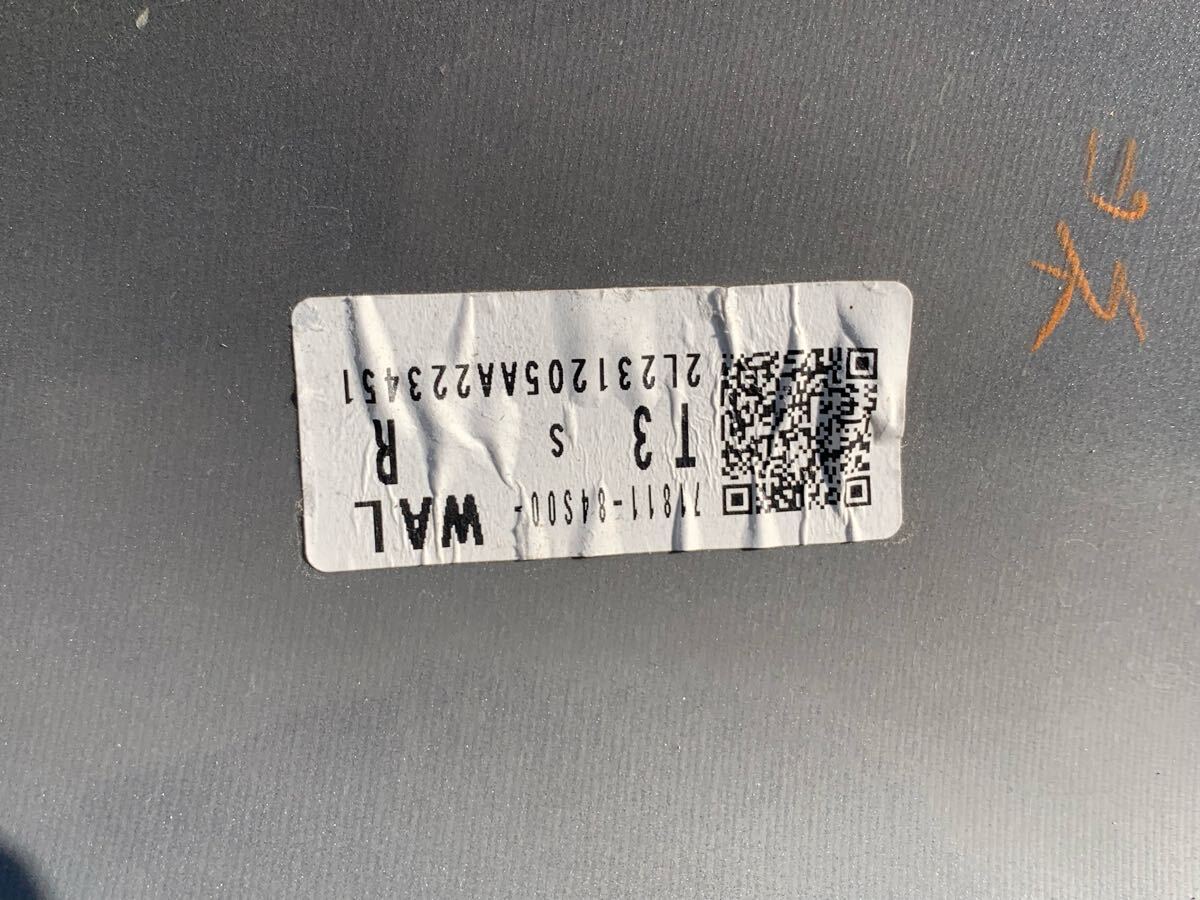 71811-84S00-
WAL
T3 S R
2L231205AA223451